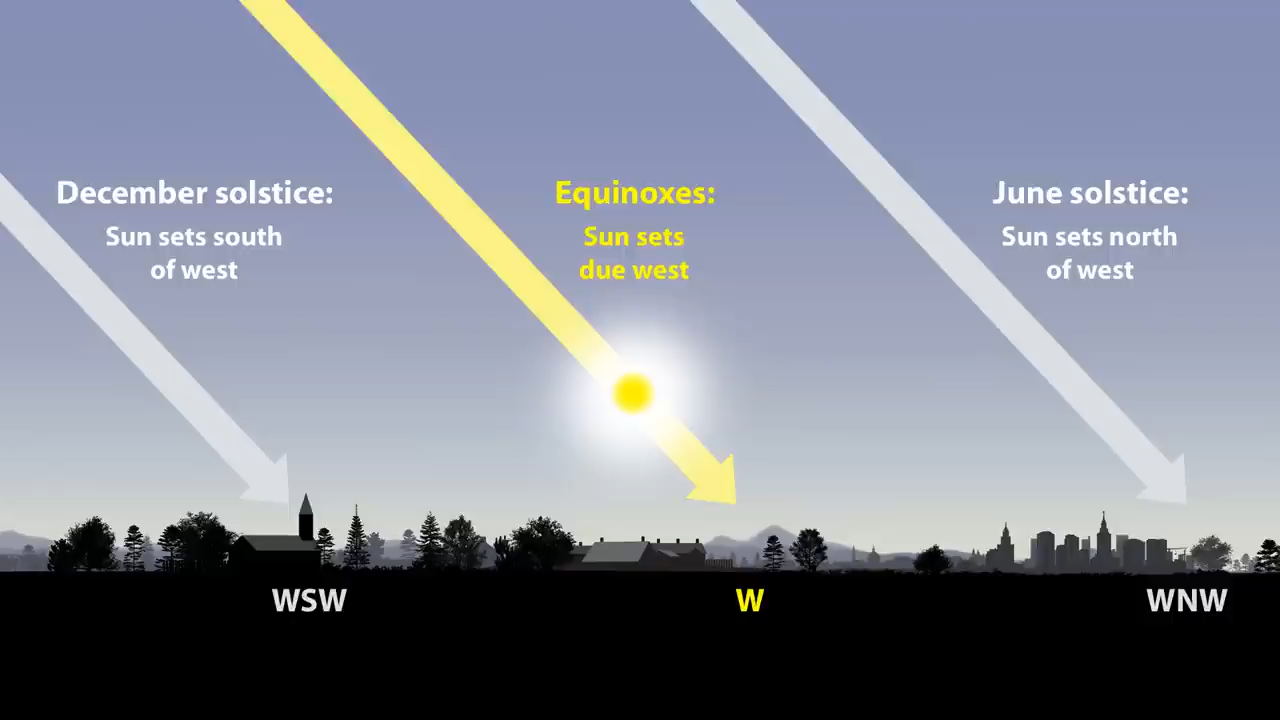 December solstice:
Sun sets south
of west
Equinoxes:
Sun sets
due west
June solstice:
Sun sets north
of west
WSW
W
WNW